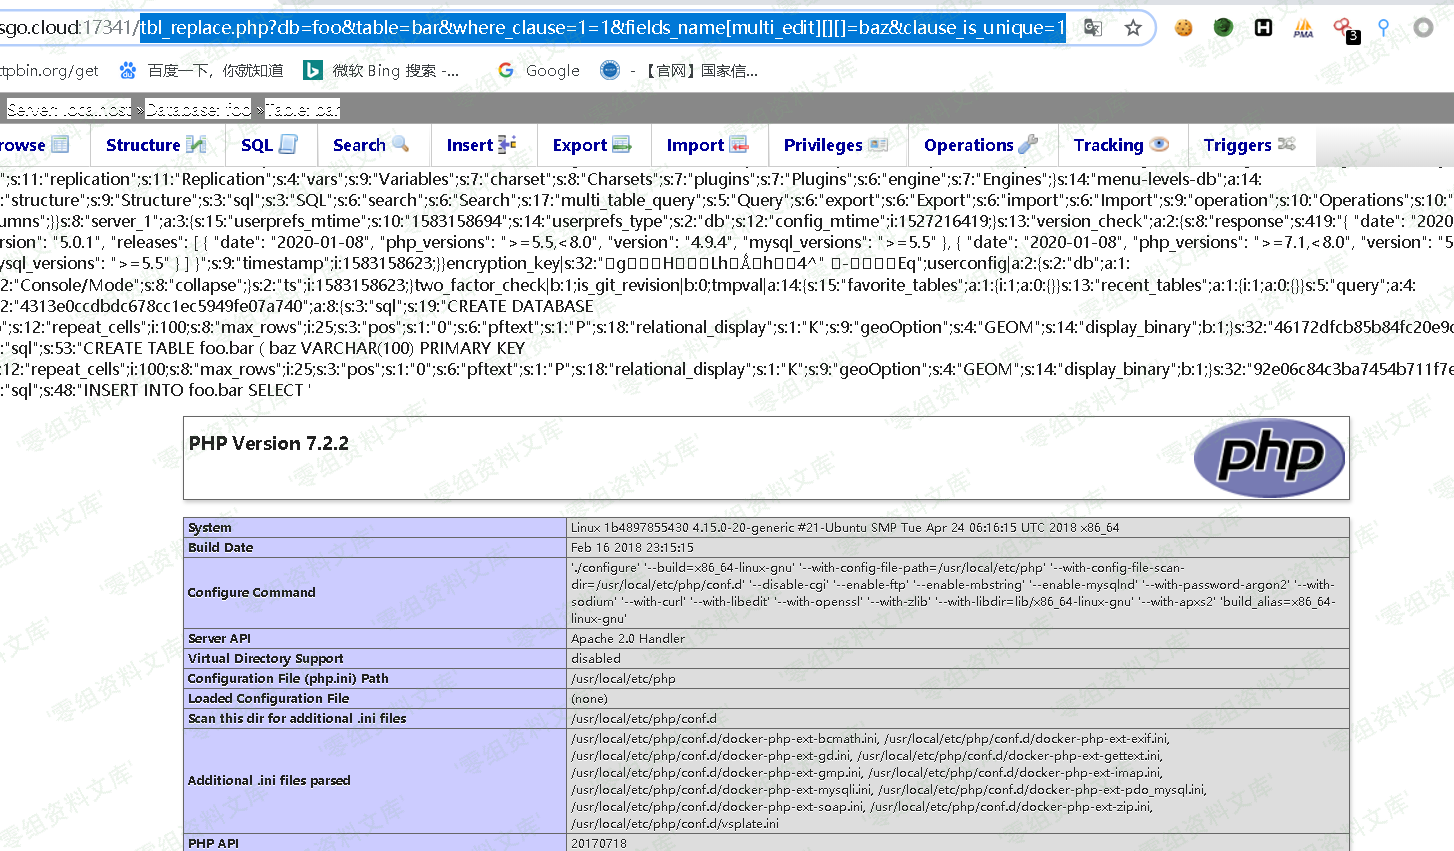 sgo.cloud:17341/tbl_replace.php?db=foo&table=bar&where_clause=1=1&fields_name[multi_edit][][]=baz&clause_is_unique=1
3
ttpbin.org/get 百度一下，你就知道 微软 Bing 搜索 -... Google - 【官网】国家信...
Server: localhost » Database: foo » Table: bar
rowse Structure SQL Search Insert Export Import Privileges Operations Tracking Triggers
";s:11:"replication";s:11:"Replication";s:4:"vars";s:9:"Variables";s:7:"charset";s:8:"Charsets";s:7:"plugins";s:7:"Plugins";s:6:"engine";s:7:"Engines";}s:14:"menu-levels-db";a:14:
:"structure";s:9:"Structure";s:3:"sql";s:3:"SQL";s:6:"search";s:6:"Search";s:17:"multi_table_query";s:5:"Query";s:6:"export";s:6:"Export";s:6:"import";s:6:"Import";s:9:"operation";s:10:"Operations";s:10:"
umns";}}s:8:"server_1";a:3:{s:15:"userprefs_mtime";s:10:"1583158694";s:14:"userprefs_type";s:2:"db";s:12:"config_mtime";i:1527216419;}s:13:"version_check";a:2:{s:8:"response";s:419:"{ "date": "2020
rsion": "5.0.1", "releases": [ { "date": "2020-01-08", "php_versions": ">=5.5,<8.0", "version": "4.9.4", "mysql_versions": ">=5.5" }, { "date": "2020-01-08", "php_versions": ">=7.1,<8.0", "version": "5
ysql_versions": ">=5.5" } ] }";s:9:"timestamp";i:1583158623;}}encryption_key|s:32:"g H Lh h 4^" - Eq";userconfig|a:2:{s:2:"db";a:1:
2:"Console/Mode";s:8:"collapse";}s:2:"ts";i:1583158623;}two_factor_check|b:1;is_git_revision|b:0;tmpval|a:14:{s:15:"favorite_tables";a:1:{i:1;a:0:{}}s:13:"recent_tables";a:1:{i:1;a:0:{}}s:5:"query";a:4:
2:"4313e0ccdbdc678cc1ec5949fe07a740";a:8:{s:3:"sql";s:19:"CREATE DATABASE
";s:12:"repeat_cells";i:100;s:8:"max_rows";i:25;s:3:"pos";s:1:"0";s:6:"pftext";s:1:"P";s:18:"relational_display";s:1:"K";s:9:"geoOption";s:4:"GEOM";s:14:"display_binary";b:1;}s:32:"46172dfcb85b84fc20e9c
:"sql";s:53:"CREATE TABLE foo.bar ( baz VARCHAR(100) PRIMARY KEY
:12:"repeat_cells";i:100;s:8:"max_rows";i:25;s:3:"pos";s:1:"0";s:6:"pftext";s:1:"P";s:18:"relational_display";s:1:"K";s:9:"geoOption";s:4:"GEOM";s:14:"display_binary";b:1;}s:32:"92e06c84c3ba7454b711f7e
:"sql";s:48:"INSERT INTO foo.bar SELECT '
PHP Version 7.2.2
php
System Linux 1b4897855430 4.15.0-20-generic #21-Ubuntu SMP Tue Apr 24 06:16:15 UTC 2018 x86_64
Build Date Feb 16 2018 23:15:15
Configure Command './configure' '--build=x86_64-linux-gnu' '--with-config-file-path=/usr/local/etc/php' '--with-config-file-scan-
dir=/usr/local/etc/php/conf.d' '--disable-cgi' '--enable-ftp' '--enable-mbstring' '--enable-mysqlnd' '--with-password-argon2' '--with-
sodium' '--with-curl' '--with-libedit' '--with-openssl' '--with-zlib' '--with-libdir=lib/x86_64-linux-gnu' '--with-apxs2' 'build_alias=x86_64-
linux-gnu'
Server API Apache 2.0 Handler
Virtual Directory Support disabled
Configuration File (php.ini) Path /usr/local/etc/php
Loaded Configuration File (none)
Scan this dir for additional .ini files /usr/local/etc/php/conf.d
Additional .ini files parsed /usr/local/etc/php/conf.d/docker-php-ext-bcmath.ini, /usr/local/etc/php/conf.d/docker-php-ext-exif.ini,
/usr/local/etc/php/conf.d/docker-php-ext-gd.ini, /usr/local/etc/php/conf.d/docker-php-ext-gettext.ini,
/usr/local/etc/php/conf.d/docker-php-ext-gmp.ini, /usr/local/etc/php/conf.d/docker-php-ext-imap.ini,
/usr/local/etc/php/conf.d/docker-php-ext-mysqli.ini, /usr/local/etc/php/conf.d/docker-php-ext-pdo_mysql.ini,
/usr/local/etc/php/conf.d/docker-php-ext-soap.ini, /usr/local/etc/php/conf.d/docker-php-ext-zip.ini,
/usr/local/etc/php/conf.d/vsplate.ini
PHP API 20170718
零组资料文库